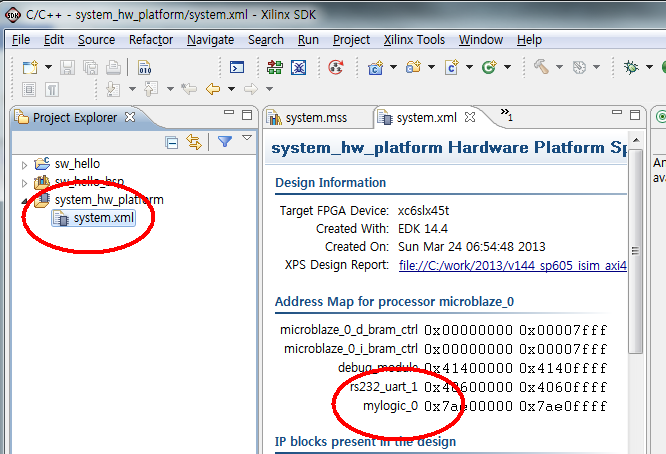 C/C++ - system_hw_platform/system.xml - Xilinx SDK
File Edit Source Refactor Navigate Search Run Project Xilinx Tools Window Help
010
Project Explorer
system.mss system.xml »1
sw_hello
sw_hello_bsp
system_hw_platform
system.xml
system_hw_platform Hardware Platform Sp
Design Information
Target FPGA Device: xc6slx45t
Created With: EDK 14.4
Created On: Sun Mar 24 06:54:48 2013
XPS Design Report: file://C:/work/2013/v144_sp605_isim_axi4
Address Map for processor microblaze_0
microblaze_0_d_bram_ctrl 0x00000000 0x00007fff
microblaze_0_i_bram_ctrl 0x00000000 0x00007fff
debug_module 0x41400000 0x4140ffff
rs232_uart_1 0x40600000 0x4060ffff
mylogic_0 0x7ae00000 0x7ae0ffff
IP blocks present in the design
An
ava